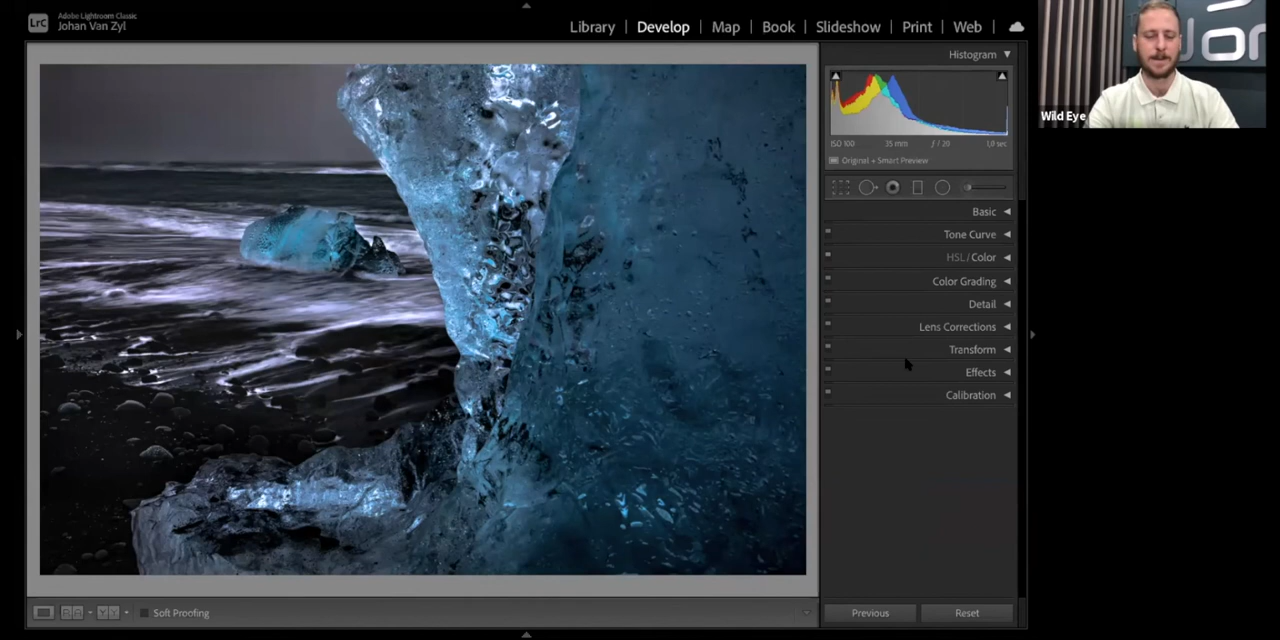 LrC
Adobe Lightroom Classic
Johan Van Zyl
Library | Develop | Map | Book | Slideshow | Print | Web
Histogram
ISO 100 35 mm ƒ / 20 1,0 sec
Original + Smart Preview
Basic
Tone Curve
HSL / Color
Color Grading
Detail
Lens Corrections
Transform
Effects
Calibration
Soft Proofing
Previous Reset
Wild Eye